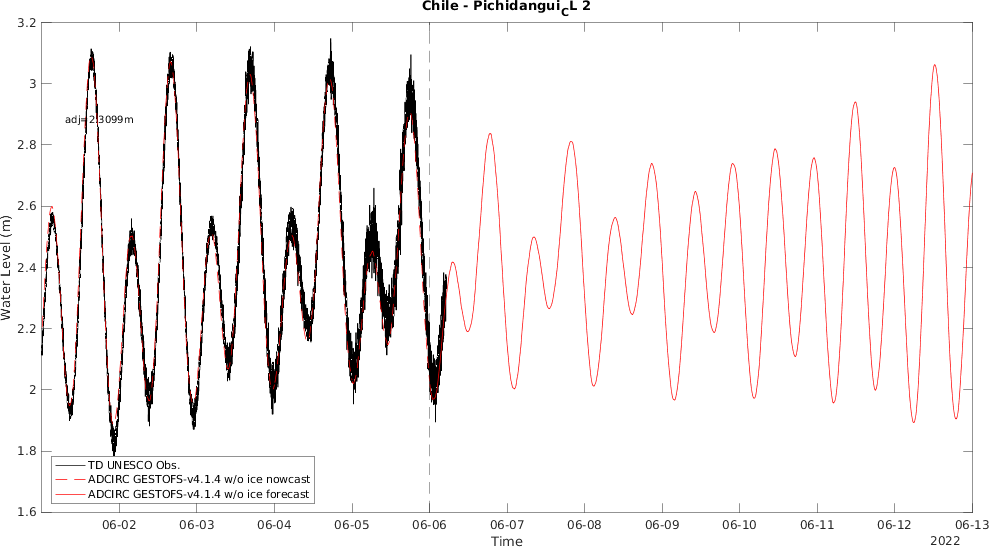 Chile - PichidanguiCL 2
3.2
3
2.8
2.6
2.4
2.2
2
1.8
1.6
Water Level (m)
adj=2.3099m
TD UNESCO Obs.
ADCIRC GESTOFS-v4.1.4 w/o ice nowcast
ADCIRC GESTOFS-v4.1.4 w/o ice forecast
06-02 06-03 06-04 06-05 06-06 06-07 06-08 06-09 06-10 06-11 06-12 06-13
Time
2022